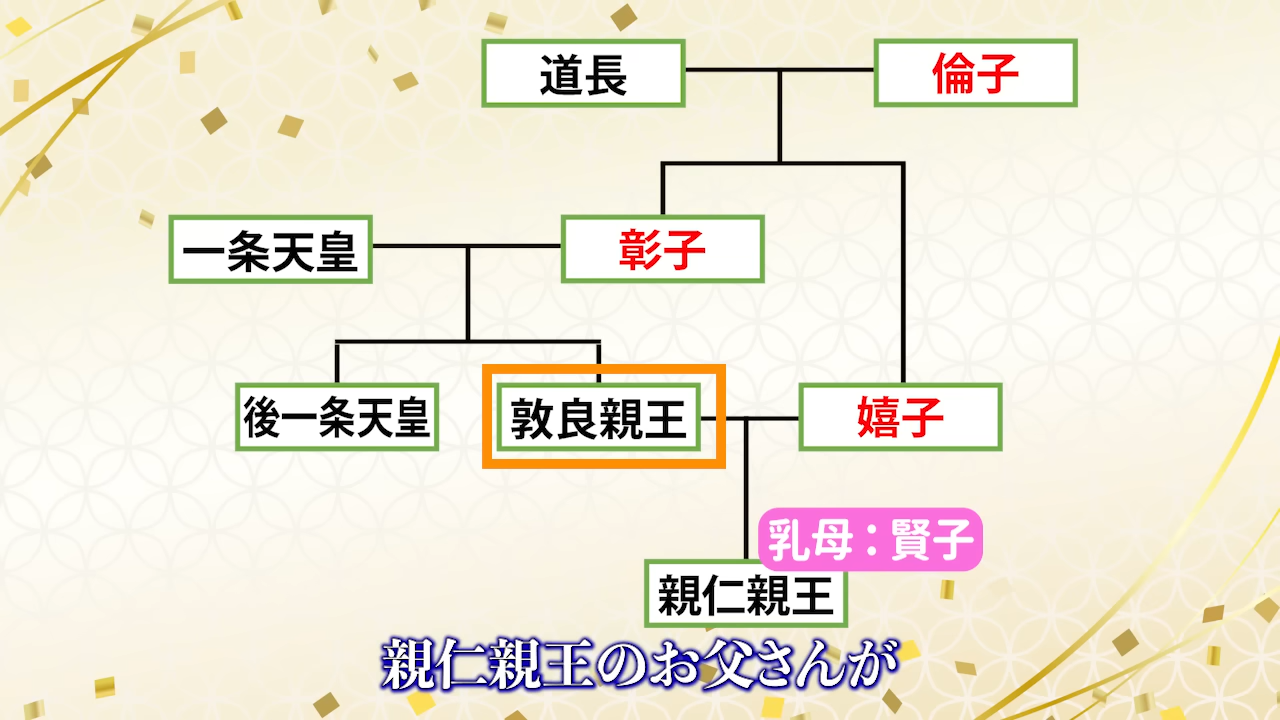 道長
倫子
一条天皇
彰子
後一条天皇
敦良親王
嬉子
乳母：賢子
親仁親王
親仁親王のお父さんが